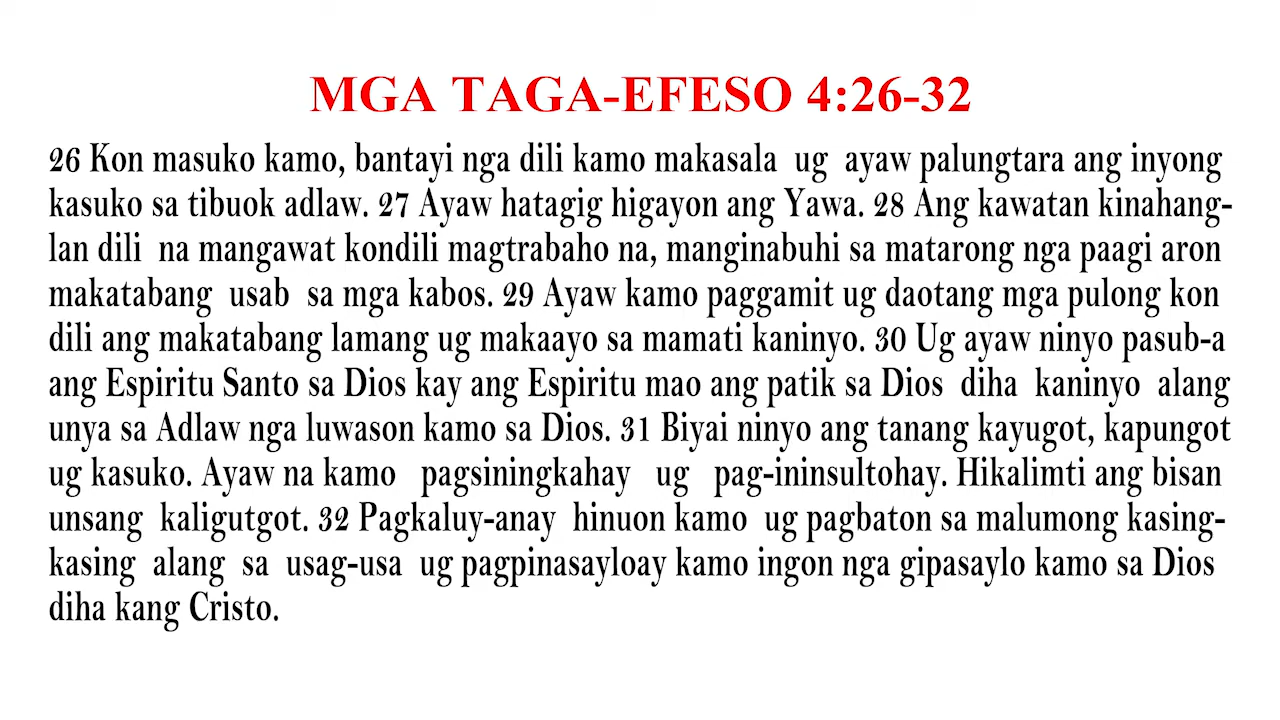 MGA TAGA-EFESO 4:26-32
26 Kon masuko kamo, bantayi nga dili kamo makasala ug ayaw palungtara ang inyong
kasuko sa tibuok adlaw. 27 Ayaw hatagig higayon ang Yawa. 28 Ang kawatan kinahang-
lan dili na mangawat kondili magtrabaho na, manginabuhi sa matarong nga paagi aron
makatabang usab sa mga kabos. 29 Ayaw kamo paggamit ug daotang mga pulong kon
dili ang makatabang lamang ug makaayo sa mamati kaninyo. 30 Ug ayaw ninyo pasub-a
ang Espiritu Santo sa Dios kay ang Espiritu mao ang patik sa Dios diha kaninyo alang
unya sa Adlaw nga luwason kamo sa Dios. 31 Biyai ninyo ang tanang kayugot, kapungot
ug kasuko. Ayaw na kamo pagsiningkahay ug pag-ininsultohay. Hikalimti ang bisan
unsang kaligutgot. 32 Pagkaluy-anay hinuon kamo ug pagbaton sa malumong kasing-
kasing alang sa usag-usa ug pagpinasayloay kamo ingon nga gipasaylo kamo sa Dios
diha kang Cristo.